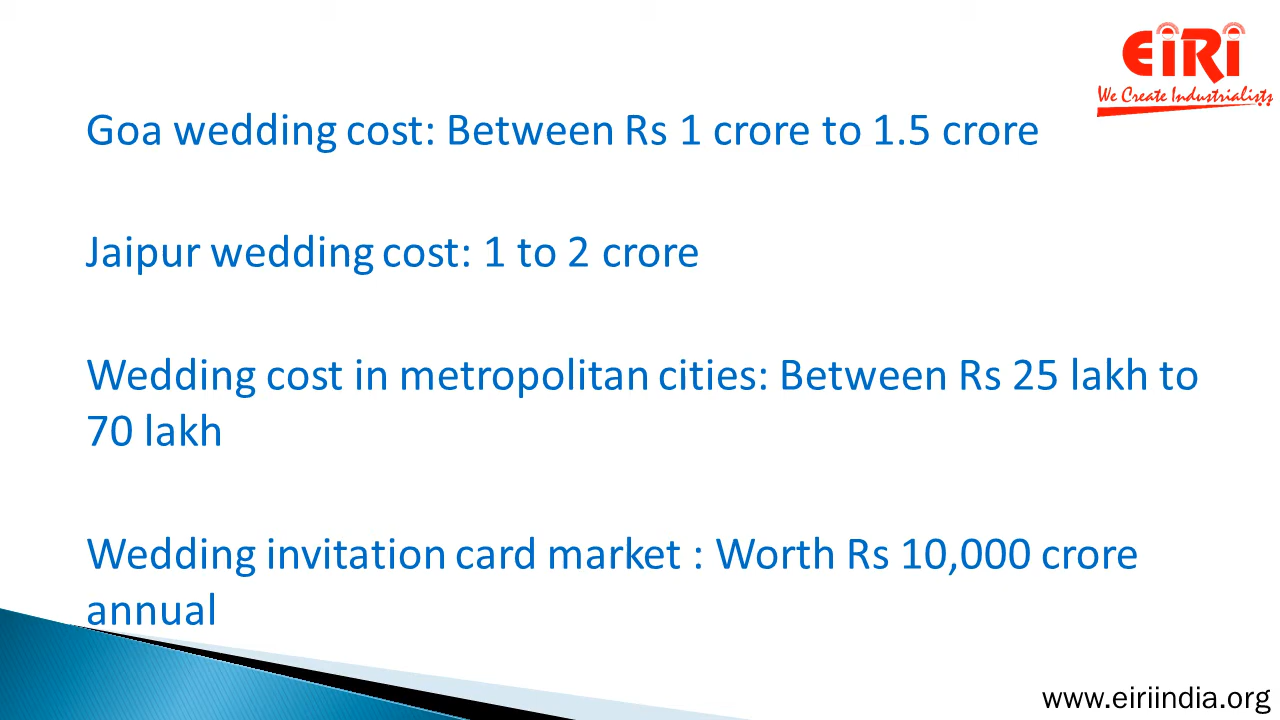 EiRi
We Create Industrialists
Goa wedding cost: Between Rs 1 crore to 1.5 crore
Jaipur wedding cost: 1 to 2 crore
Wedding cost in metropolitan cities: Between Rs 25 lakh to
70 lakh
Wedding invitation card market : Worth Rs 10,000 crore
annual
www.eiriindia.org